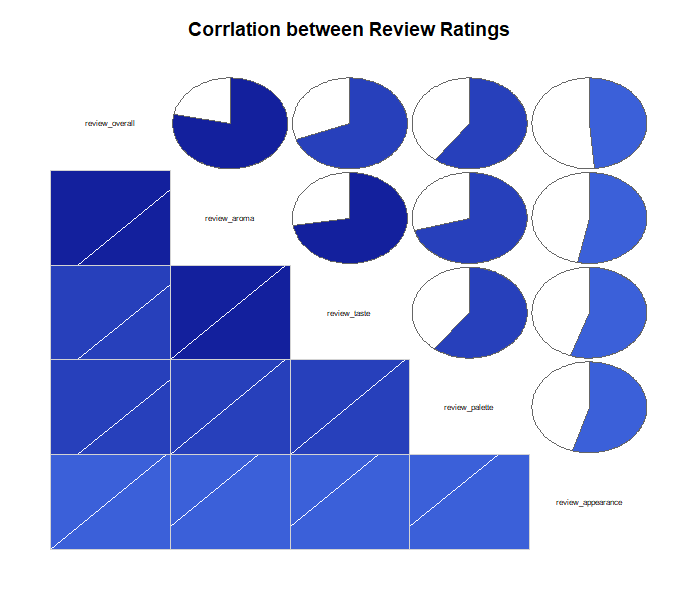 Corrlation between Review Ratings
review_overall
review_aroma
review_taste
review_palette
review_appearance